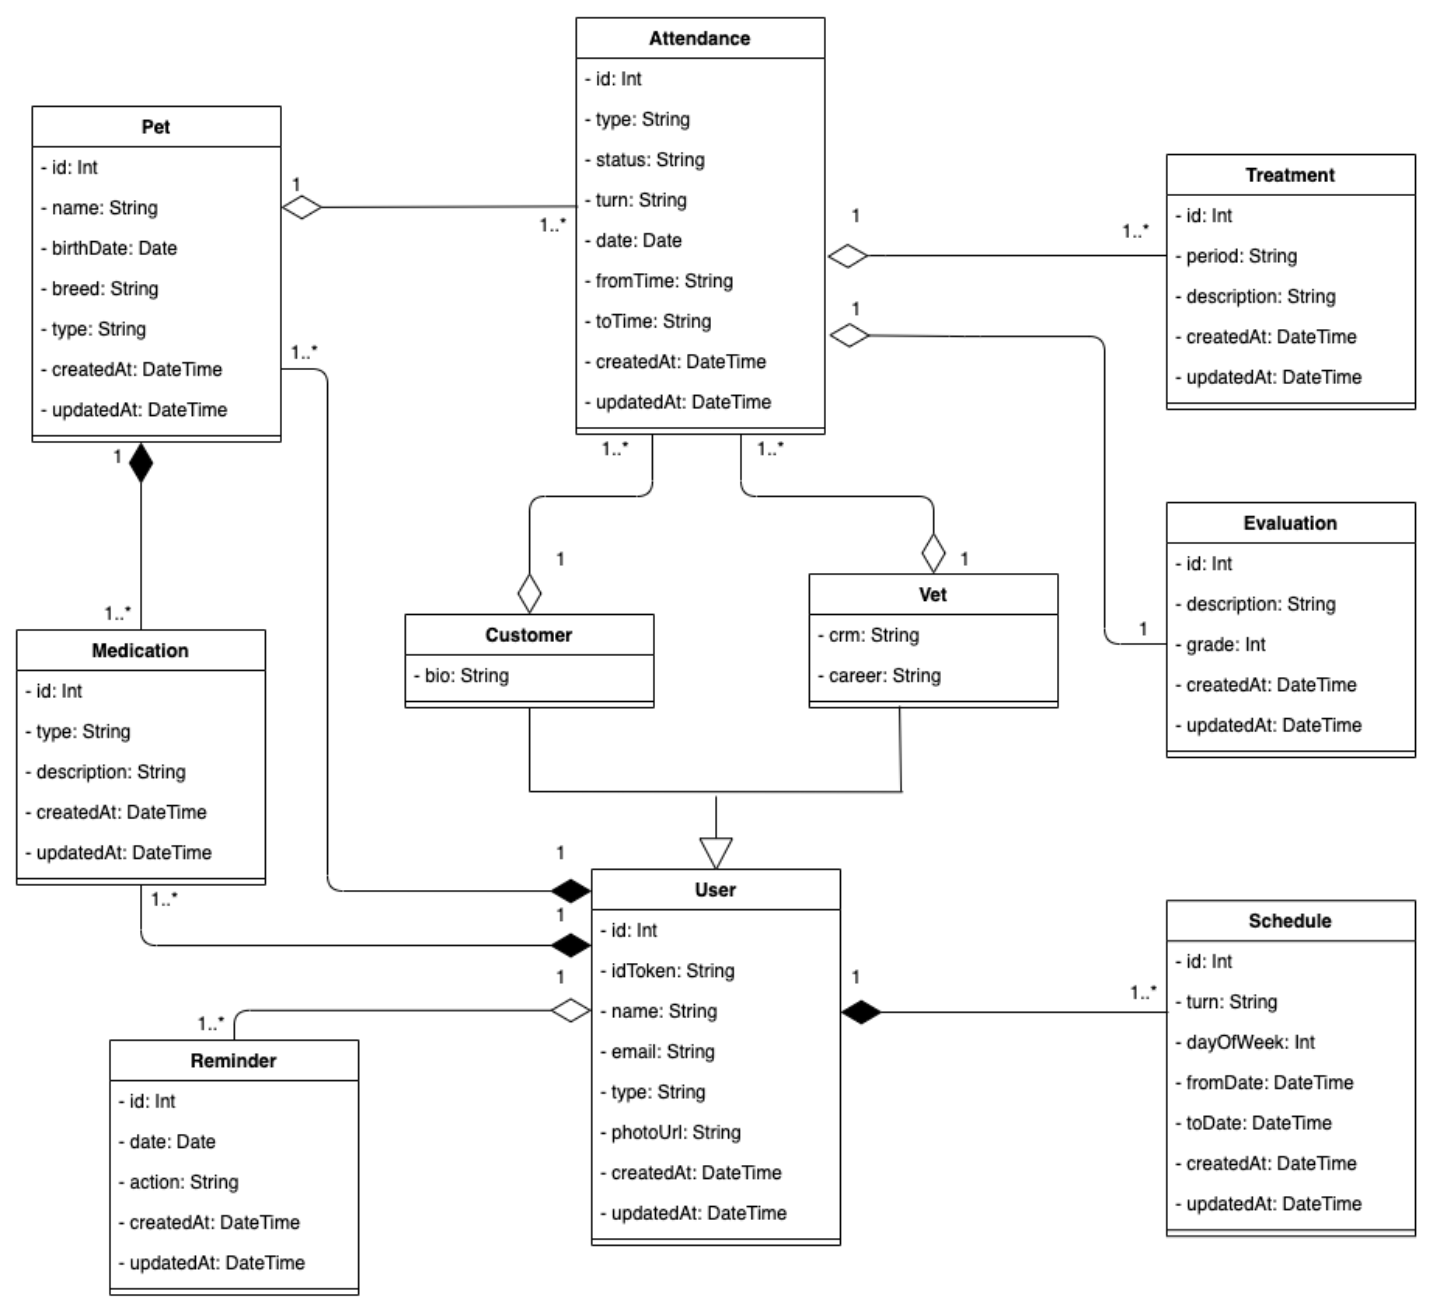 Attendance
- id: Int
- type: String
- status: String
- turn: String
- date: Date
- fromTime: String
- toTime: String
- createdAt: DateTime
- updatedAt: DateTime
Pet
- id: Int
- name: String
- birthDate: Date
- breed: String
- type: String
- createdAt: DateTime
- updatedAt: DateTime
1
1..*
1..*
1
1..*
Treatment
- id: Int
- period: String
- description: String
- createdAt: DateTime
- updatedAt: DateTime
1
1..*
1
1
Evaluation
- id: Int
- description: String
- grade: Int
- createdAt: DateTime
- updatedAt: DateTime
1..*
1..*
1
1
Customer
- bio: String
Vet
- crm: String
- career: String
Medication
- id: Int
- type: String
- description: String
- createdAt: DateTime
- updatedAt: DateTime
1..*
1
1
1
1..*
User
- id: Int
- idToken: String
- name: String
- email: String
- type: String
- photoUrl: String
- createdAt: DateTime
- updatedAt: DateTime
Reminder
- id: Int
- date: Date
- action: String
- createdAt: DateTime
- updatedAt: DateTime
1
1..*
Schedule
- id: Int
- turn: String
- dayOfWeek: Int
- fromDate: DateTime
- toDate: DateTime
- createdAt: DateTime
- updatedAt: DateTime